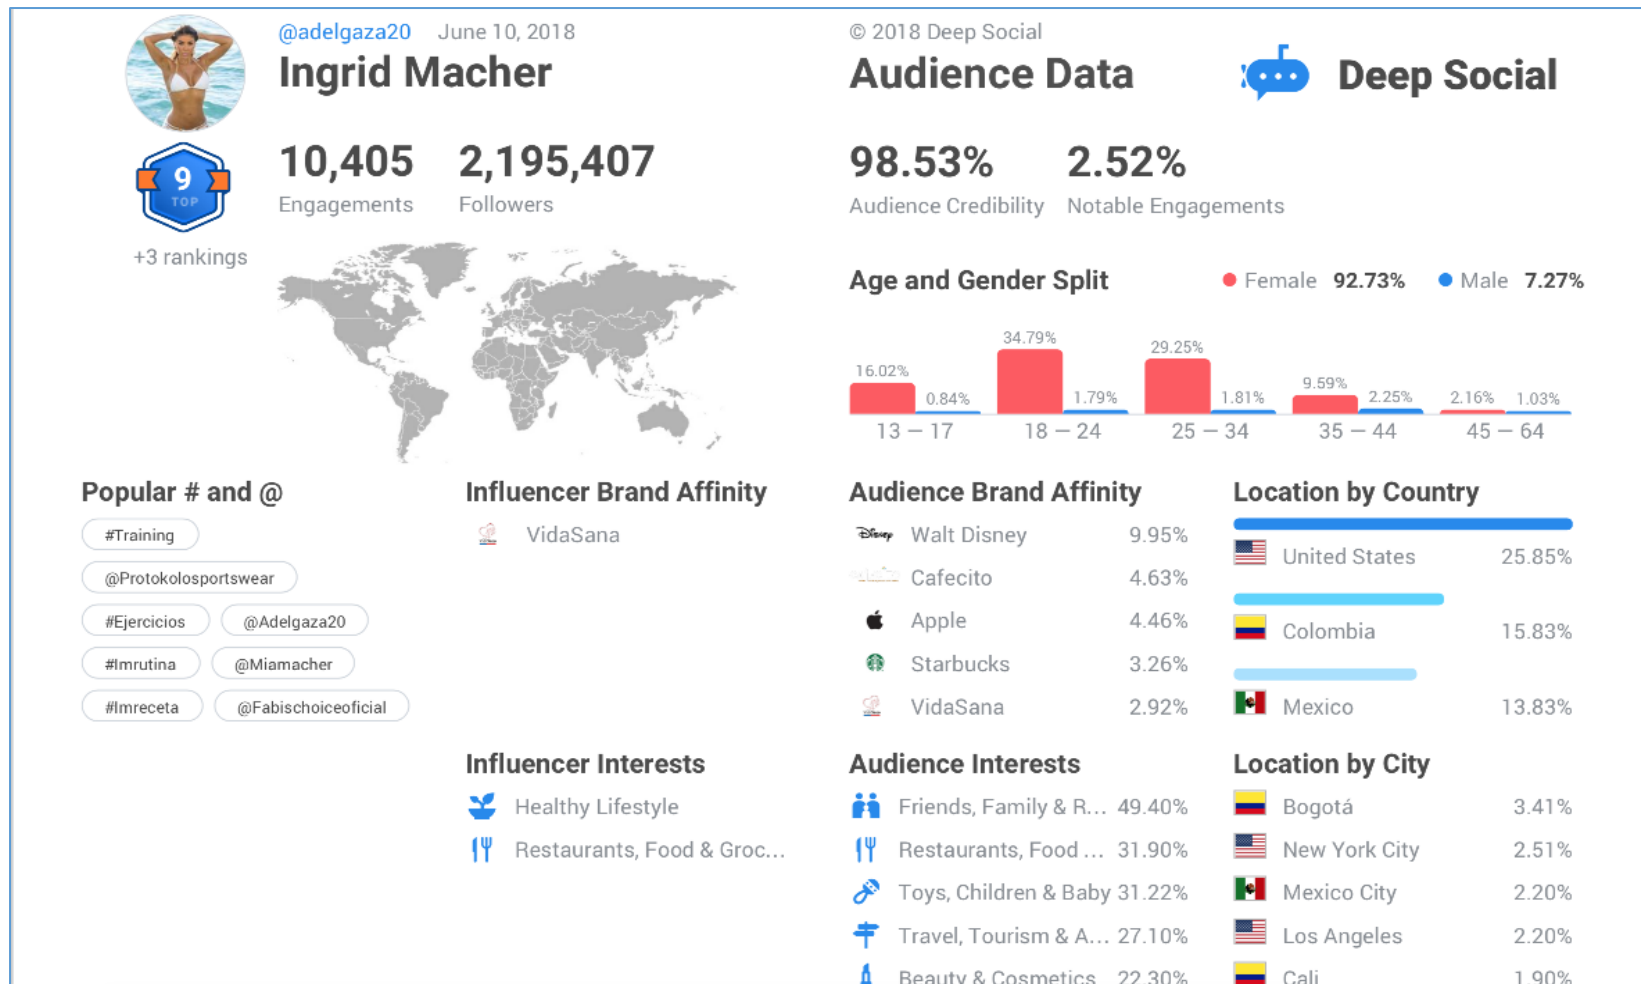 @adelgaza20 June 10, 2018
Ingrid Macher
10,405 2,195,407
Engagements Followers
9
TOP
+3 rankings
© 2018 Deep Social
Audience Data
Deep Social
98.53% 2.52%
Audience Credibility Notable Engagements
Age and Gender Split Female 92.73% Male 7.27%
16.02% 0.84% 34.79% 1.79% 29.25% 1.81% 9.59% 2.25% 2.16% 1.03%
13 — 17 18 — 24 25 — 34 35 — 44 45 — 64
Popular # and @
#Training
@Protokolosportswear
#Ejercicios @Adelgaza20
#Imrutina @Miamacher
#Imreceta @Fabischoiceoficial
Influencer Brand Affinity
VidaSana
Influencer Interests
Healthy Lifestyle
Restaurants, Food & Groc...
Audience Brand Affinity
Disney Walt Disney 9.95%
Cafecito 4.63%
Apple 4.46%
Starbucks 3.26%
VidaSana 2.92%
Audience Interests
Friends, Family & R... 49.40%
Restaurants, Food ... 31.90%
Toys, Children & Baby 31.22%
Travel, Tourism & A... 27.10%
Beauty & Cosmetics 22.30%
Location by Country
United States 25.85%
Colombia 15.83%
Mexico 13.83%
Location by City
Bogotá 3.41%
New York City 2.51%
Mexico City 2.20%
Los Angeles 2.20%
Cali 1.90%